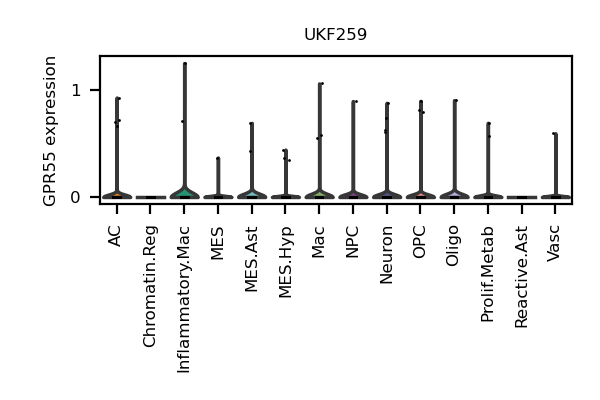 UKF259
GPR55 expression
1
0
AC
Chromatin.Reg
Inflammatory.Mac
MES
MES.Ast
MES.Hyp
Mac
NPC
Neuron
OPC
Oligo
Prolif.Metab
Reactive.Ast
Vasc